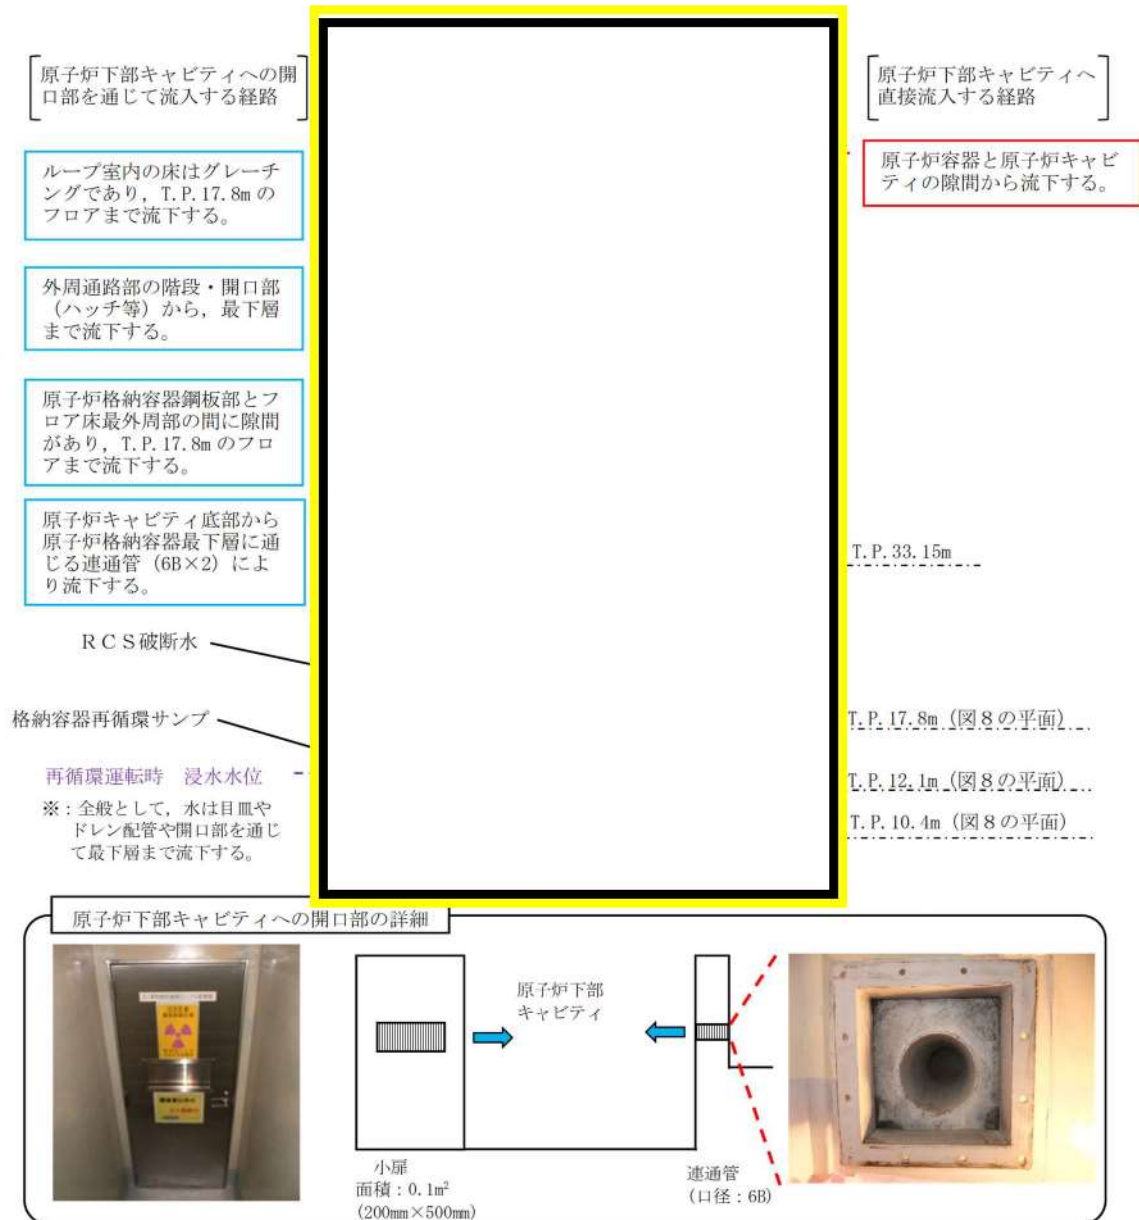 原子炉下部キャビティへの開
口部を通じて流入する経路
ループ室内の床はグレーチ
ングであり，T.P.17.8m の
フロアまで流下する。
外周通路部の階段・開口部
（ハッチ等）から，最下層
まで流下する。
原子炉格納容器鋼板部とフ
ロア床最外周部の間に隙間
があり，T.P.17.8m のフロ
アまで流下する。
原子炉キャビティ底部から
原子炉格納容器最下層に通
じる連通管（6B×2）によ
り流下する。
ＲＣＳ破断水
格納容器再循環サンプ
再循環運転時　浸水水位
※：全般として，水は目皿や
ドレン配管や開口部を通じ
て最下層まで流下する。
原子炉下部キャビティへ
直接流入する経路
原子炉容器と原子炉キャビ
ティの隙間から流下する。
T.P.33.15m
T.P.17.8m（図８の平面）
T.P.12.1m（図８の平面）
T.P.10.4m（図８の平面）
原子炉下部キャビティへの開口部の詳細
原子炉下部
キャビティ
小扉
面積：0.1m²
(200mm×500mm)
連通管
(口径：6B)